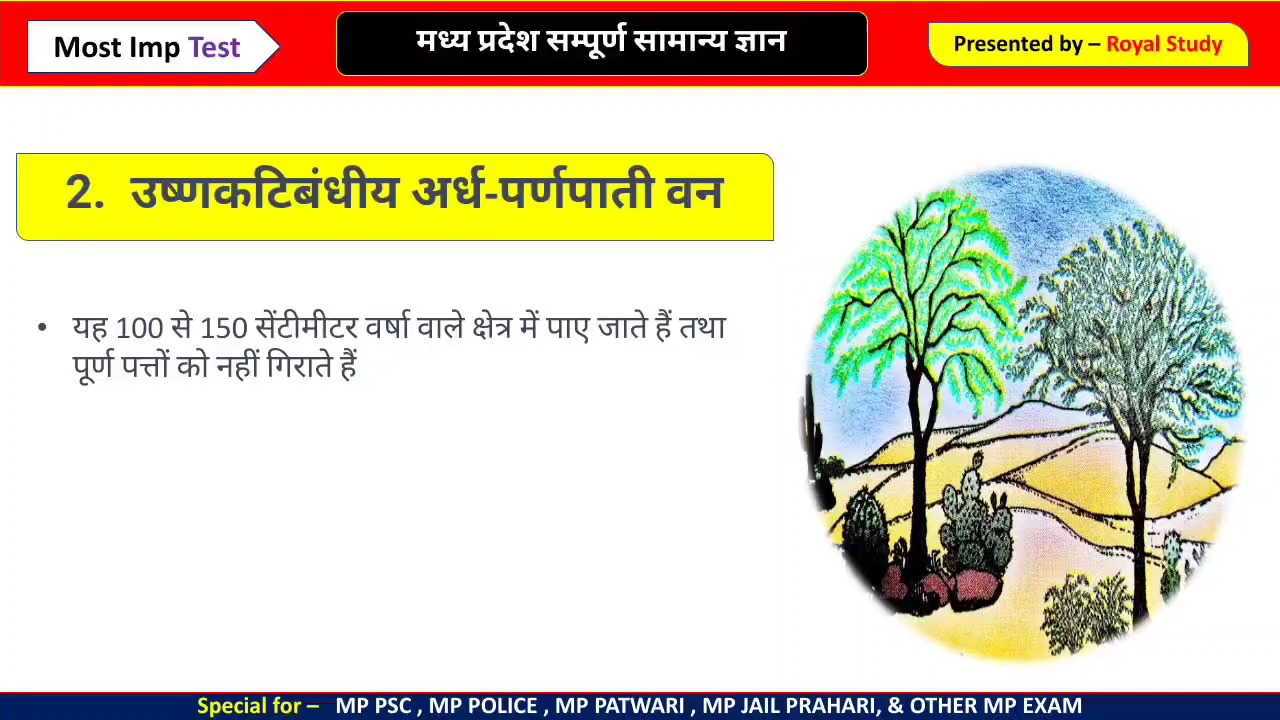 Most Imp Test
मध्य प्रदेश सम्पूर्ण सामान्य ज्ञान
Presented by – Royal Study
2. उष्णकटिबंधीय अर्ध-पर्णपाती वन
• यह 100 से 150 सेंटीमीटर वर्षा वाले क्षेत्र में पाए जाते हैं तथा
पूर्ण पत्तों को नहीं गिराते हैं
Special for – MP PSC , MP POLICE , MP PATWARI , MP JAIL PRAHARI, & OTHER MP EXAM